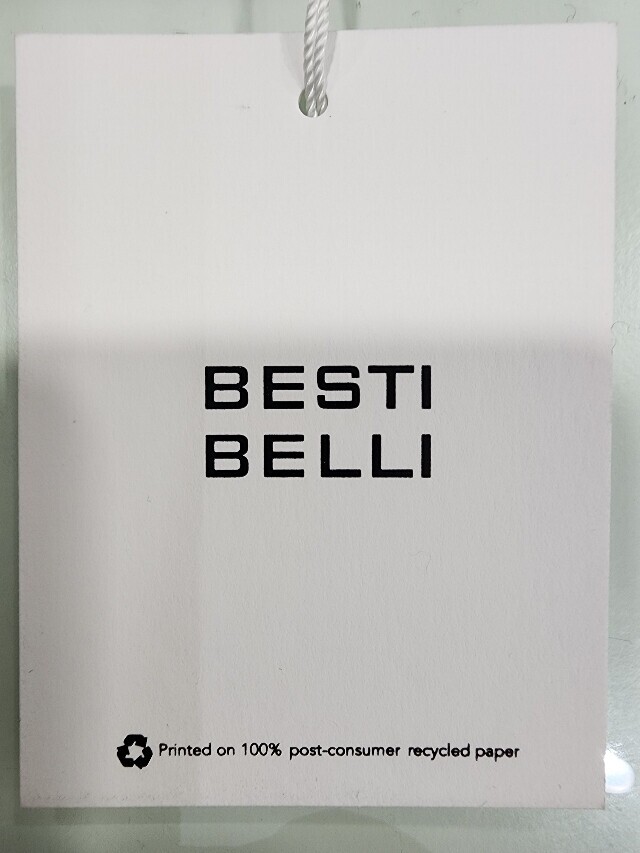 BESTI
BELLI
Printed on 100% post-consumer recycled paper